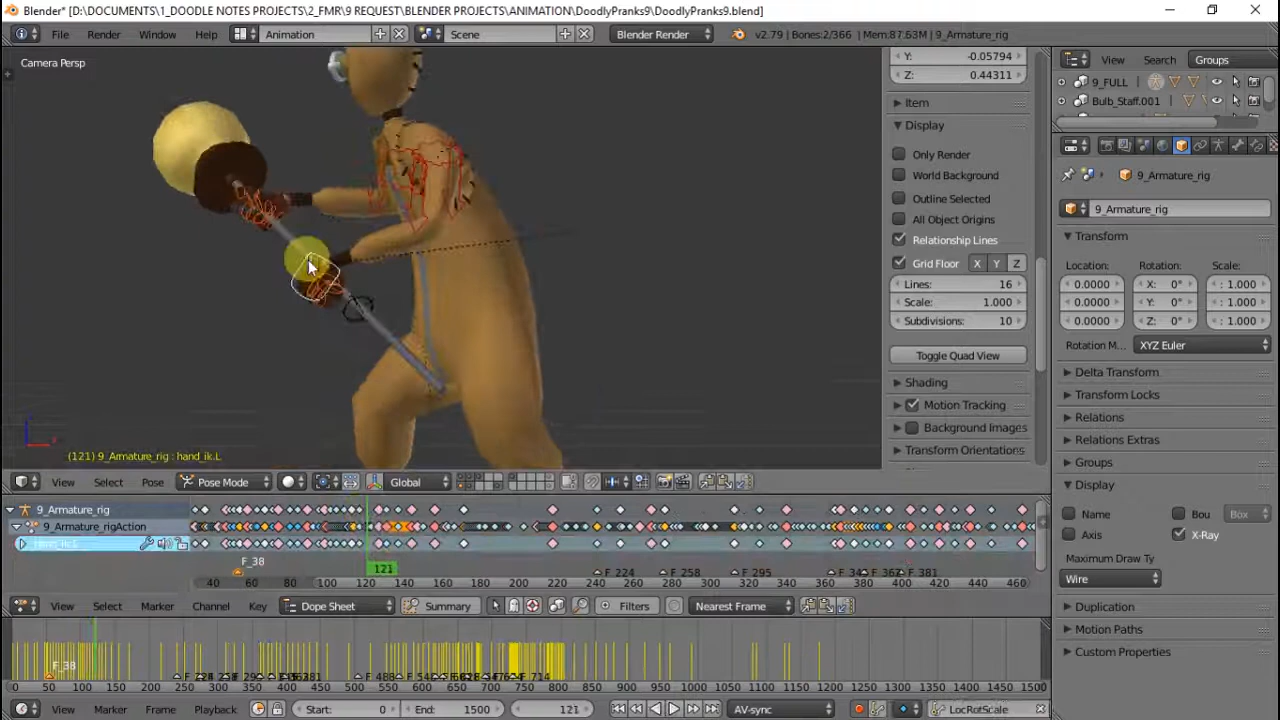 Blender* [D:\DOCUMENTS\1_DOODLE NOTES PROJECTS\2_FMR\9 REQUEST\BLENDER PROJECTS\ANIMATION\DoodlyPranks9\DoodlyPranks9.blend]
File Render Window Help Animation Scene Blender Render v2.79 | Bones:2/366 | Mem:87.63M | 9_Armature_rig
View Search Groups
Camera Persp
Y: -0.05794
Z: 0.44311
9_FULL
Bulb_Staff.001
Item
Display
Only Render
World Background
Outline Selected
All Object Origins
Relationship Lines
Grid Floor X Y Z
Lines: 16
Scale: 1.000
Subdivisions: 10
Toggle Quad View
Shading
Motion Tracking
Background Images
Transform Orientations
9_Armature_rig
9_Armature_rig
Transform
Location: Rotation: Scale:
0.0000 X: 0° : 1.000
0.0000 Y: 0° : 1.000
0.0000 Z: 0° : 1.000
Rotation M... XYZ Euler
Delta Transform
Transform Locks
Relations
Relations Extras
Groups
Display
Name Bou Box
Axis X-Ray
Maximum Draw Ty
Wire
Duplication
Motion Paths
Custom Properties
(121) 9_Armature_rig : hand_ik.L
View Select Pose Pose Mode Global
9_Armature_rig
9_Armature_rigAction
F_38 F_224 F_258 F_295 F_381
40 60 80 100 120 121 140 160 180 200 220 240 260 280 300 320 340 360 380 400 420 440 460
View Select Marker Channel Key Dope Sheet Summary Filters Nearest Frame
F_38 F_714
0 50 100 150 200 250 300 350 400 450 500 550 600 650 700 750 800 850 900 950 1000 1050 1100 1150 1200 1250 1300 1350 1400 1450 1500
View Marker Frame Playback Start: 0 End: 1500 121 AV-sync LocRotScale